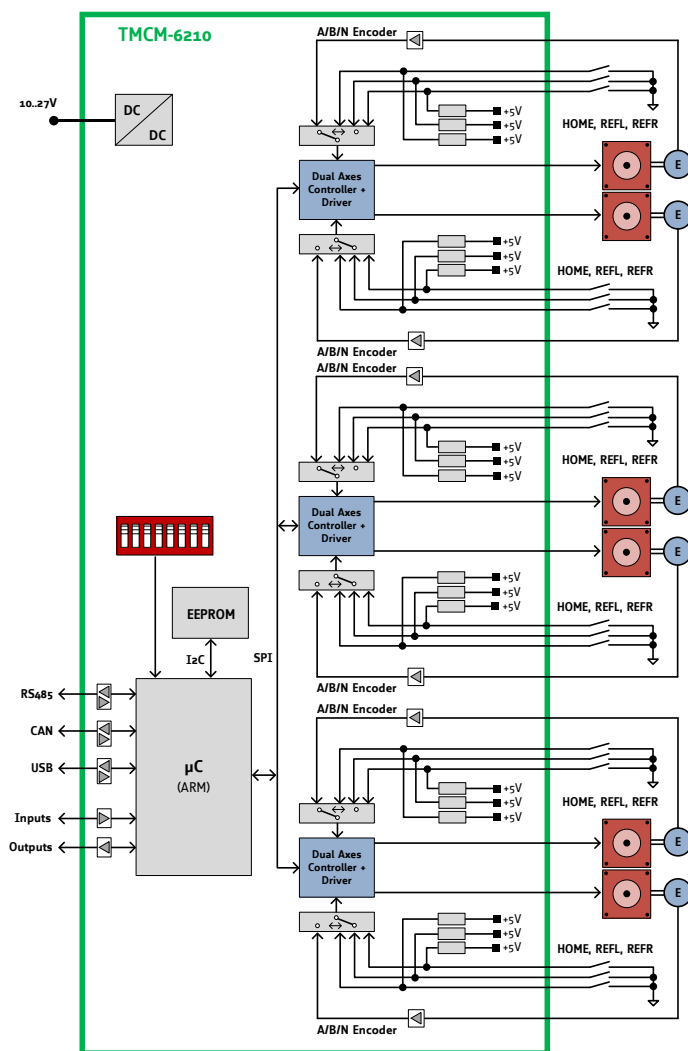 TMCM-6210
A/B/N Encoder
10..27V
DC
DC
+5V
+5V
+5V
HOME, REFL, REFR
Dual Axes
Controller +
Driver
E
E
+5V
+5V
+5V
HOME, REFL, REFR
A/B/N Encoder
A/B/N Encoder
+5V
+5V
+5V
HOME, REFL, REFR
Dual Axes
Controller +
Driver
E
E
+5V
+5V
+5V
HOME, REFL, REFR
EEPROM
I2C
SPI
A/B/N Encoder
A/B/N Encoder
RS485
CAN
USB
Inputs
Outputs
µC
(ARM)
+5V
+5V
+5V
HOME, REFL, REFR
Dual Axes
Controller +
Driver
E
E
+5V
+5V
+5V
HOME, REFL, REFR
A/B/N Encoder